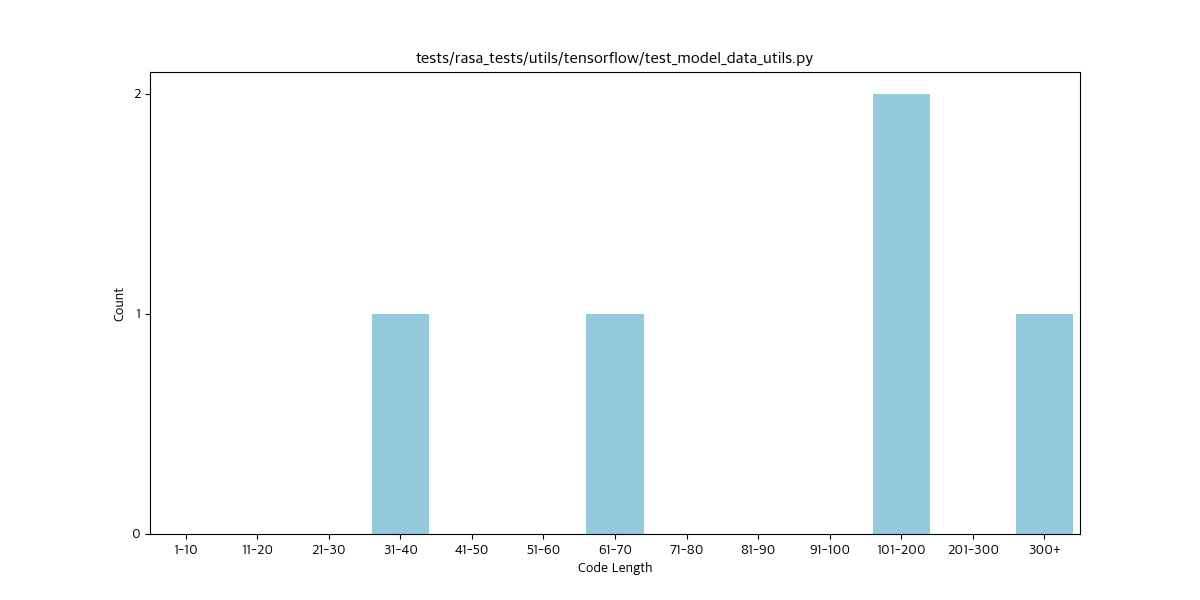 tests/rasa_tests/utils/tensorflow/test_model_data_utils.py
2
1
0
Count
1-10 11-20 21-30 31-40 41-50 51-60 61-70 71-80 81-90 91-100 101-200 201-300 300+
Code Length